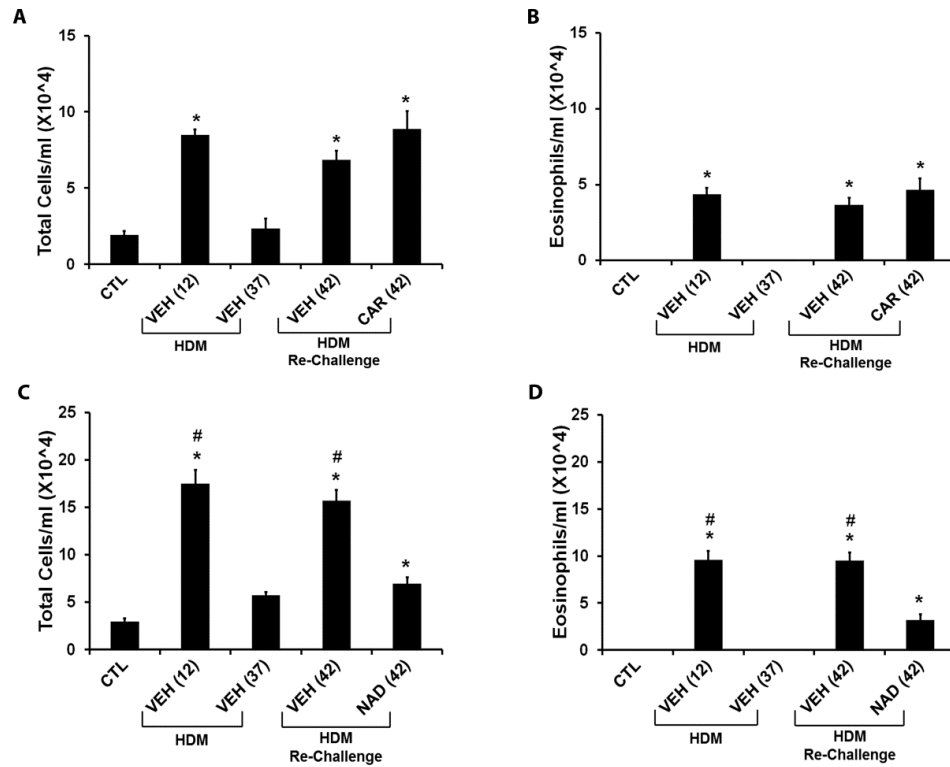 A
Total Cells/ml (X10^4)
15
10
5
0
*
*
*
CTL
VEH (12)
VEH (37)
VEH (42)
CAR (42)
HDM
HDM
Re-Challenge
B
Eosinophils/ml (X10^4)
15
10
5
0
*
*
*
CTL
VEH (12)
VEH (37)
VEH (42)
CAR (42)
HDM
HDM
Re-Challenge
C
Total Cells/ml (X10^4)
25
20
15
10
5
0
#
*
#
*
*
CTL
VEH (12)
VEH (37)
VEH (42)
NAD (42)
HDM
HDM
Re-Challenge
D
Eosinophils/ml (X10^4)
25
20
15
10
5
0
#
*
#
*
*
CTL
VEH (12)
VEH (37)
VEH (42)
NAD (42)
HDM
HDM
Re-Challenge